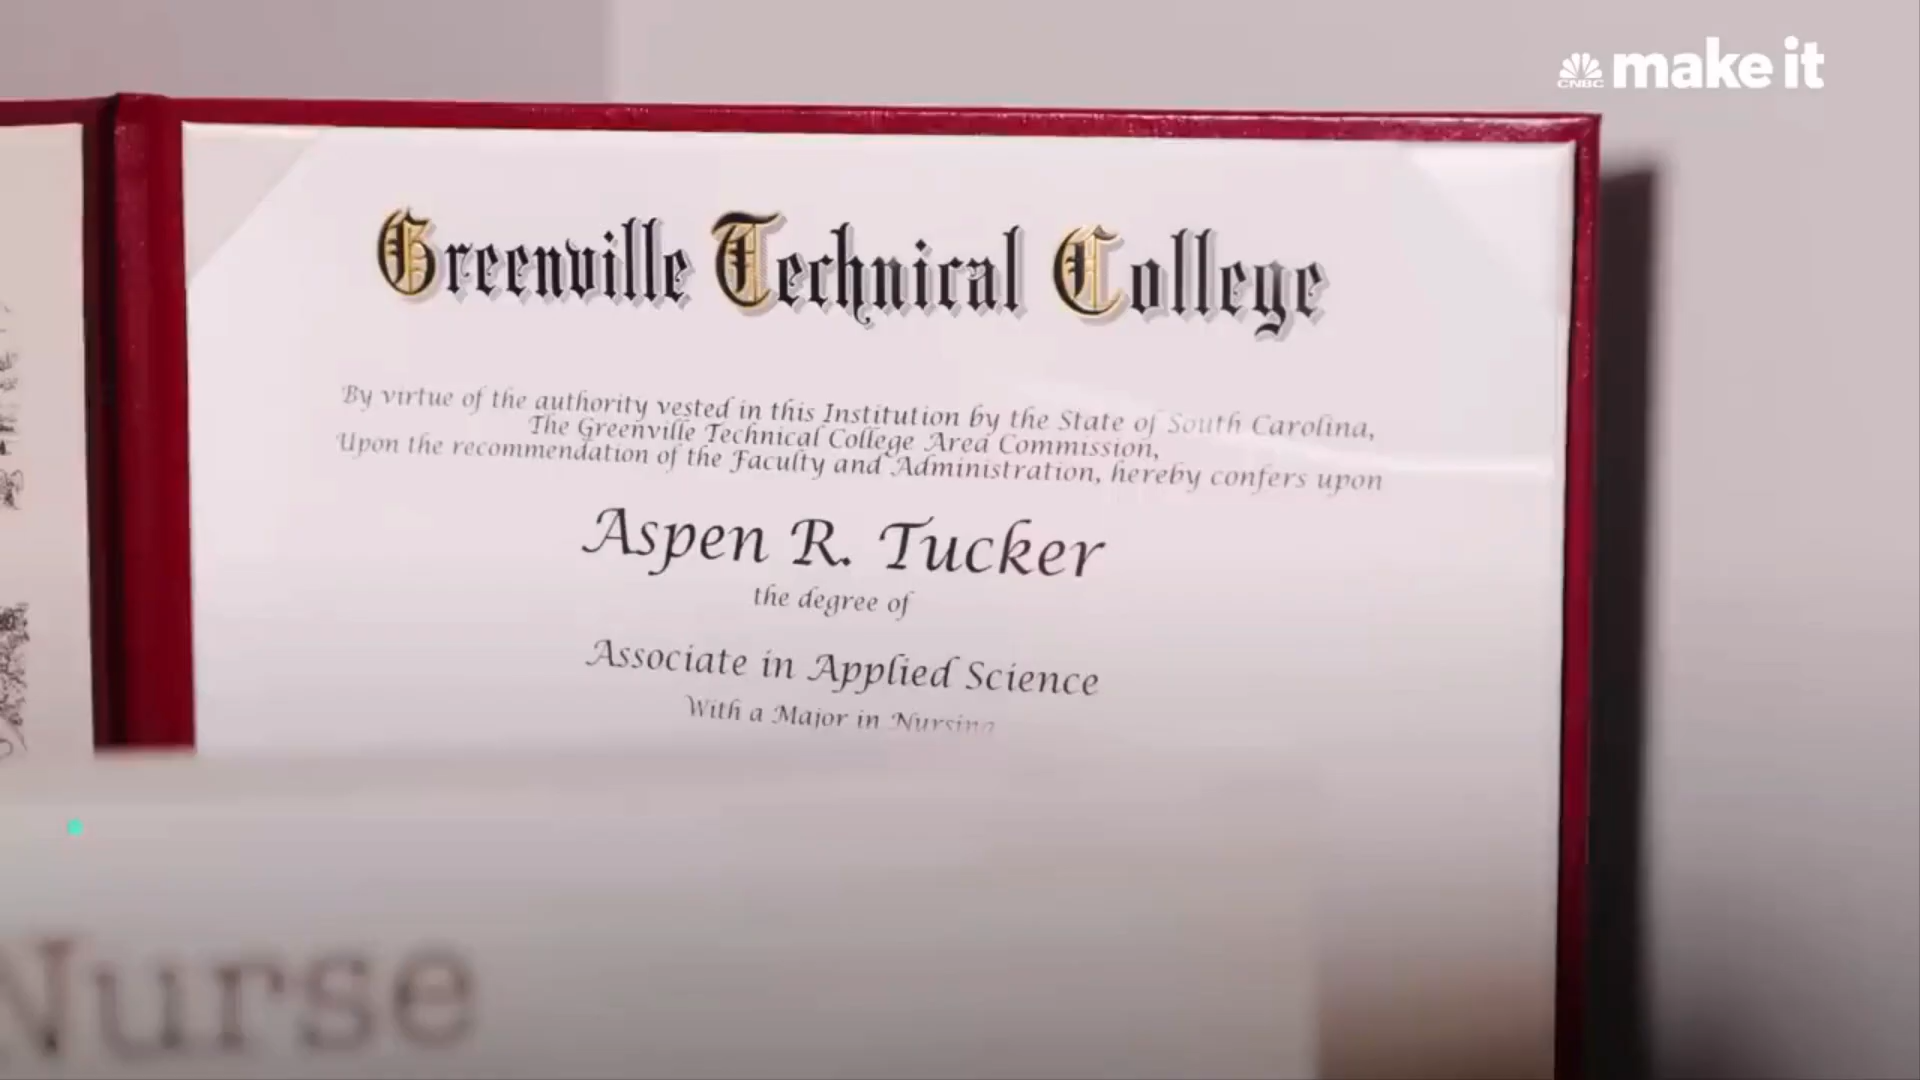 CNBC make it
Greenville Technical College
By virtue of the authority vested in this Institution by the State of South Carolina,
The Greenville Technical College Area Commission,
Upon the recommendation of the Faculty and Administration, hereby confers upon
Aspen R. Tucker
the degree of
Associate in Applied Science
With a Major in Nursing
Nurse